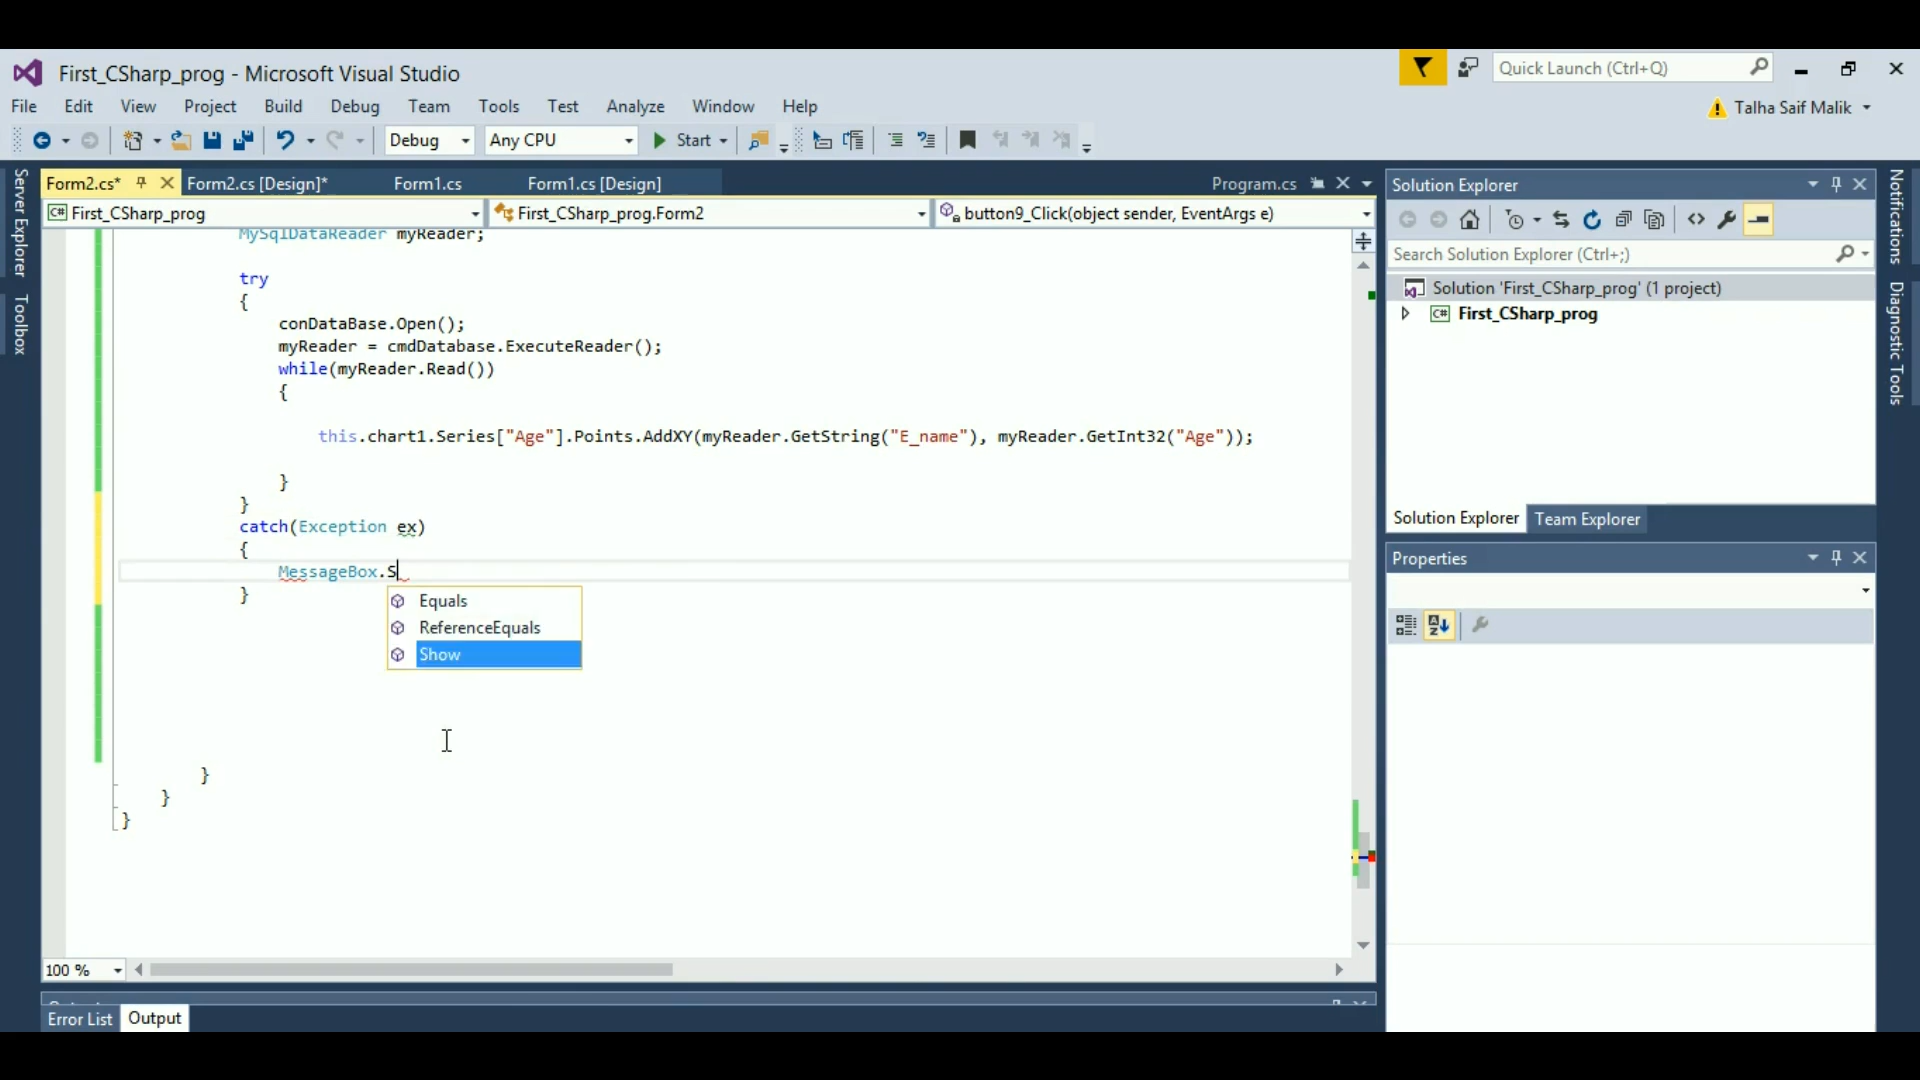 First_CSharp_prog - Microsoft Visual Studio
Quick Launch (Ctrl+Q)
File Edit View Project Build Debug Team Tools Test Analyze Window Help
Talha Saif Malik
Debug Any CPU Start
Form2.cs* Form2.cs [Design]* Form1.cs Form1.cs [Design] Program.cs
First_CSharp_prog First_CSharp_prog.Form2 button9_Click(object sender, EventArgs e)
Server Explorer
Toolbox
MySqlDataReader myReader;
try
{
conDataBase.Open();
myReader = cmdDatabase.ExecuteReader();
while(myReader.Read())
{
this.chart1.Series["Age"].Points.AddXY(myReader.GetString("E_name"), myReader.GetInt32("Age"));
}
}
catch(Exception ex)
{
MessageBox.S
}
Equals
ReferenceEquals
Show
}
}
}
100 %
Error List Output
Solution Explorer
Search Solution Explorer (Ctrl+;)
Solution 'First_CSharp_prog' (1 project)
C# First_CSharp_prog
Solution Explorer Team Explorer
Properties
Notifications
Diagnostic Tools